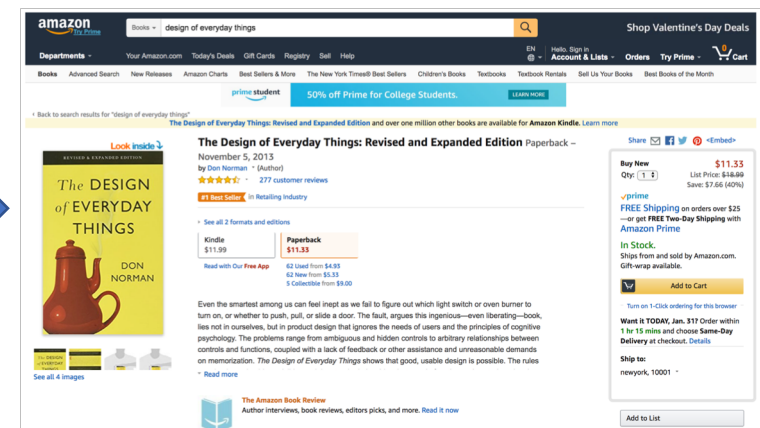 amazon
Try Prime
Books
design of everyday things
Shop Valentine's Day Deals
Departments
Your Amazon.com Today's Deals Gift Cards Registry Sell Help
EN
Hello. Sign in
Account & Lists
Orders
Try Prime
0
Cart
Books Advanced Search New Releases Amazon Charts Best Sellers & More The New York Times® Best Sellers Children's Books Textbooks Textbook Rentals Sell Us Your Books Best Books of the Month
prime student
50% off Prime for College Students.
LEARN MORE
‹ Back to search results for "design of everyday things"
The Design of Everyday Things: Revised and Expanded Edition and over one million other books are available for Amazon Kindle. Learn more
Look inside
REVISED & EXPANDED EDITION
The DESIGN
of EVERYDAY
THINGS
DON
NORMAN
See all 4 images
The Design of Everyday Things: Revised and Expanded Edition Paperback –
November 5, 2013
by Don Norman (Author)
277 customer reviews
#1 Best Seller in Retailing Industry
See all 2 formats and editions
Kindle
$11.99
Paperback
$11.33
Read with Our Free App
62 Used from $4.93
62 New from $5.33
5 Collectible from $9.00
Even the smartest among us can feel inept as we fail to figure out which light switch or oven burner to
turn on, or whether to push, pull, or slide a door. The fault, argues this ingenious—even liberating—book,
lies not in ourselves, but in product design that ignores the needs of users and the principles of cognitive
psychology. The problems range from ambiguous and hidden controls to arbitrary relationships between
controls and functions, coupled with a lack of feedback or other assistance and unreasonable demands
on memorization. The Design of Everyday Things shows that good, usable design is possible. The rules
Read more
The Amazon Book Review
Author interviews, book reviews, editors picks, and more. Read it now
Share <Embed>
Buy New $11.33
Qty: 1 List Price: $18.99
Save: $7.66 (40%)
prime
FREE Shipping on orders over $25
—or get FREE Two-Day Shipping with
Amazon Prime
In Stock.
Ships from and sold by Amazon.com.
Gift-wrap available.
Add to Cart
Turn on 1-Click ordering for this browser
Want it TODAY, Jan. 31? Order within
1 hr 15 mins and choose Same-Day
Delivery at checkout. Details
Ship to:
newyork, 10001
Add to List